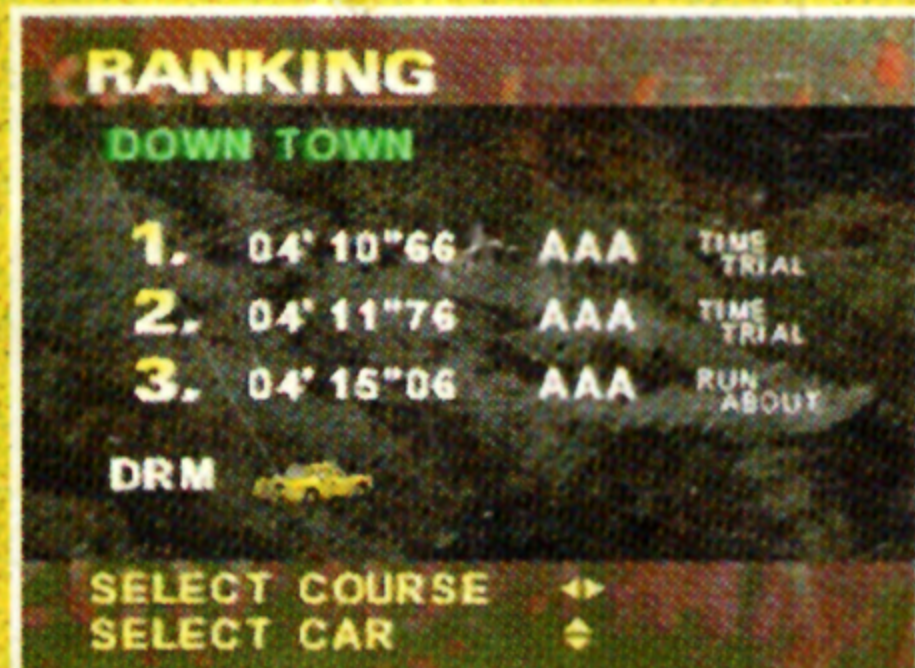 RANKING
DOWN TOWN
1. 04' 10"66 AAA TIME TRIAL
2. 04' 11"76 AAA TIME TRIAL
3. 04' 15"06 AAA RUN ABOUT
DRM
SELECT COURSE
SELECT CAR